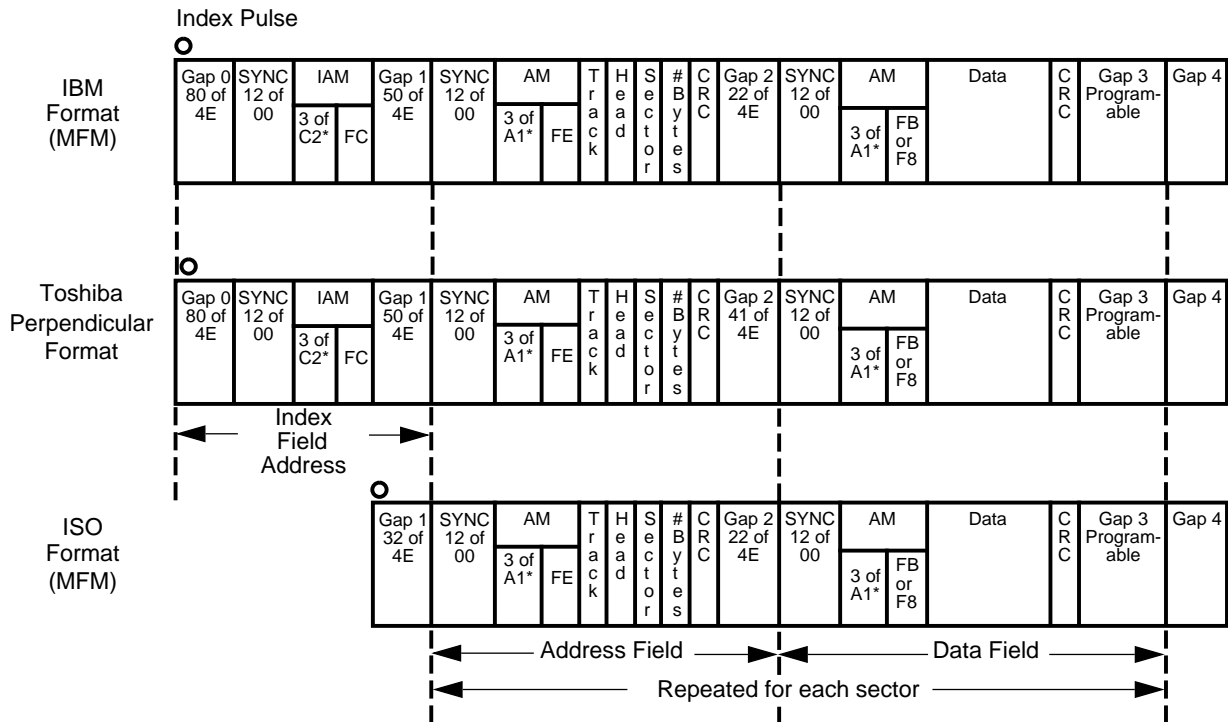 Index Pulse
IBM
Format
(MFM)
Gap 0
80 of
4E
SYNC
12 of
00
IAM
3 of
C2*
FC
Gap 1
50 of
4E
SYNC
12 of
00
AM
3 of
A1*
FE
Track
Head
Sector
#Bytes
CRC
Gap 2
22 of
4E
SYNC
12 of
00
AM
3 of
A1*
FB
or
F8
Data
CRC
Gap 3
Program-
able
Gap 4
Toshiba
Perpendicular
Format
Gap 0
80 of
4E
SYNC
12 of
00
IAM
3 of
C2*
FC
Gap 1
50 of
4E
SYNC
12 of
00
AM
3 of
A1*
FE
Track
Head
Sector
#Bytes
CRC
Gap 2
41 of
4E
SYNC
12 of
00
AM
3 of
A1*
FB
or
F8
Data
CRC
Gap 3
Program-
able
Gap 4
Index
Field
Address
ISO
Format
(MFM)
Gap 1
32 of
4E
SYNC
12 of
00
AM
3 of
A1*
FE
Track
Head
Sector
#Bytes
CRC
Gap 2
22 of
4E
SYNC
12 of
00
AM
3 of
A1*
FB
or
F8
Data
CRC
Gap 3
Program-
able
Gap 4
Address Field
Data Field
Repeated for each sector